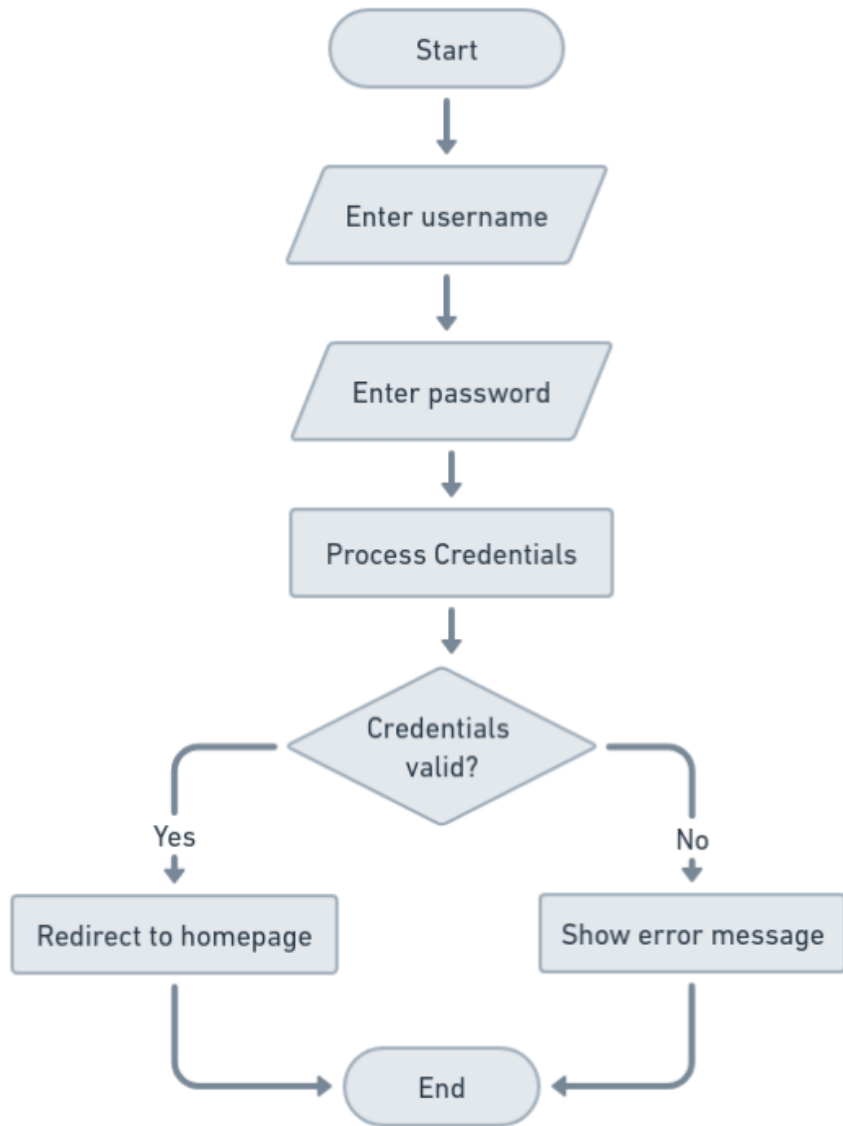 Start
Enter username
Enter password
Process Credentials
Credentials
valid?
Yes
No
Redirect to homepage
Show error message
End